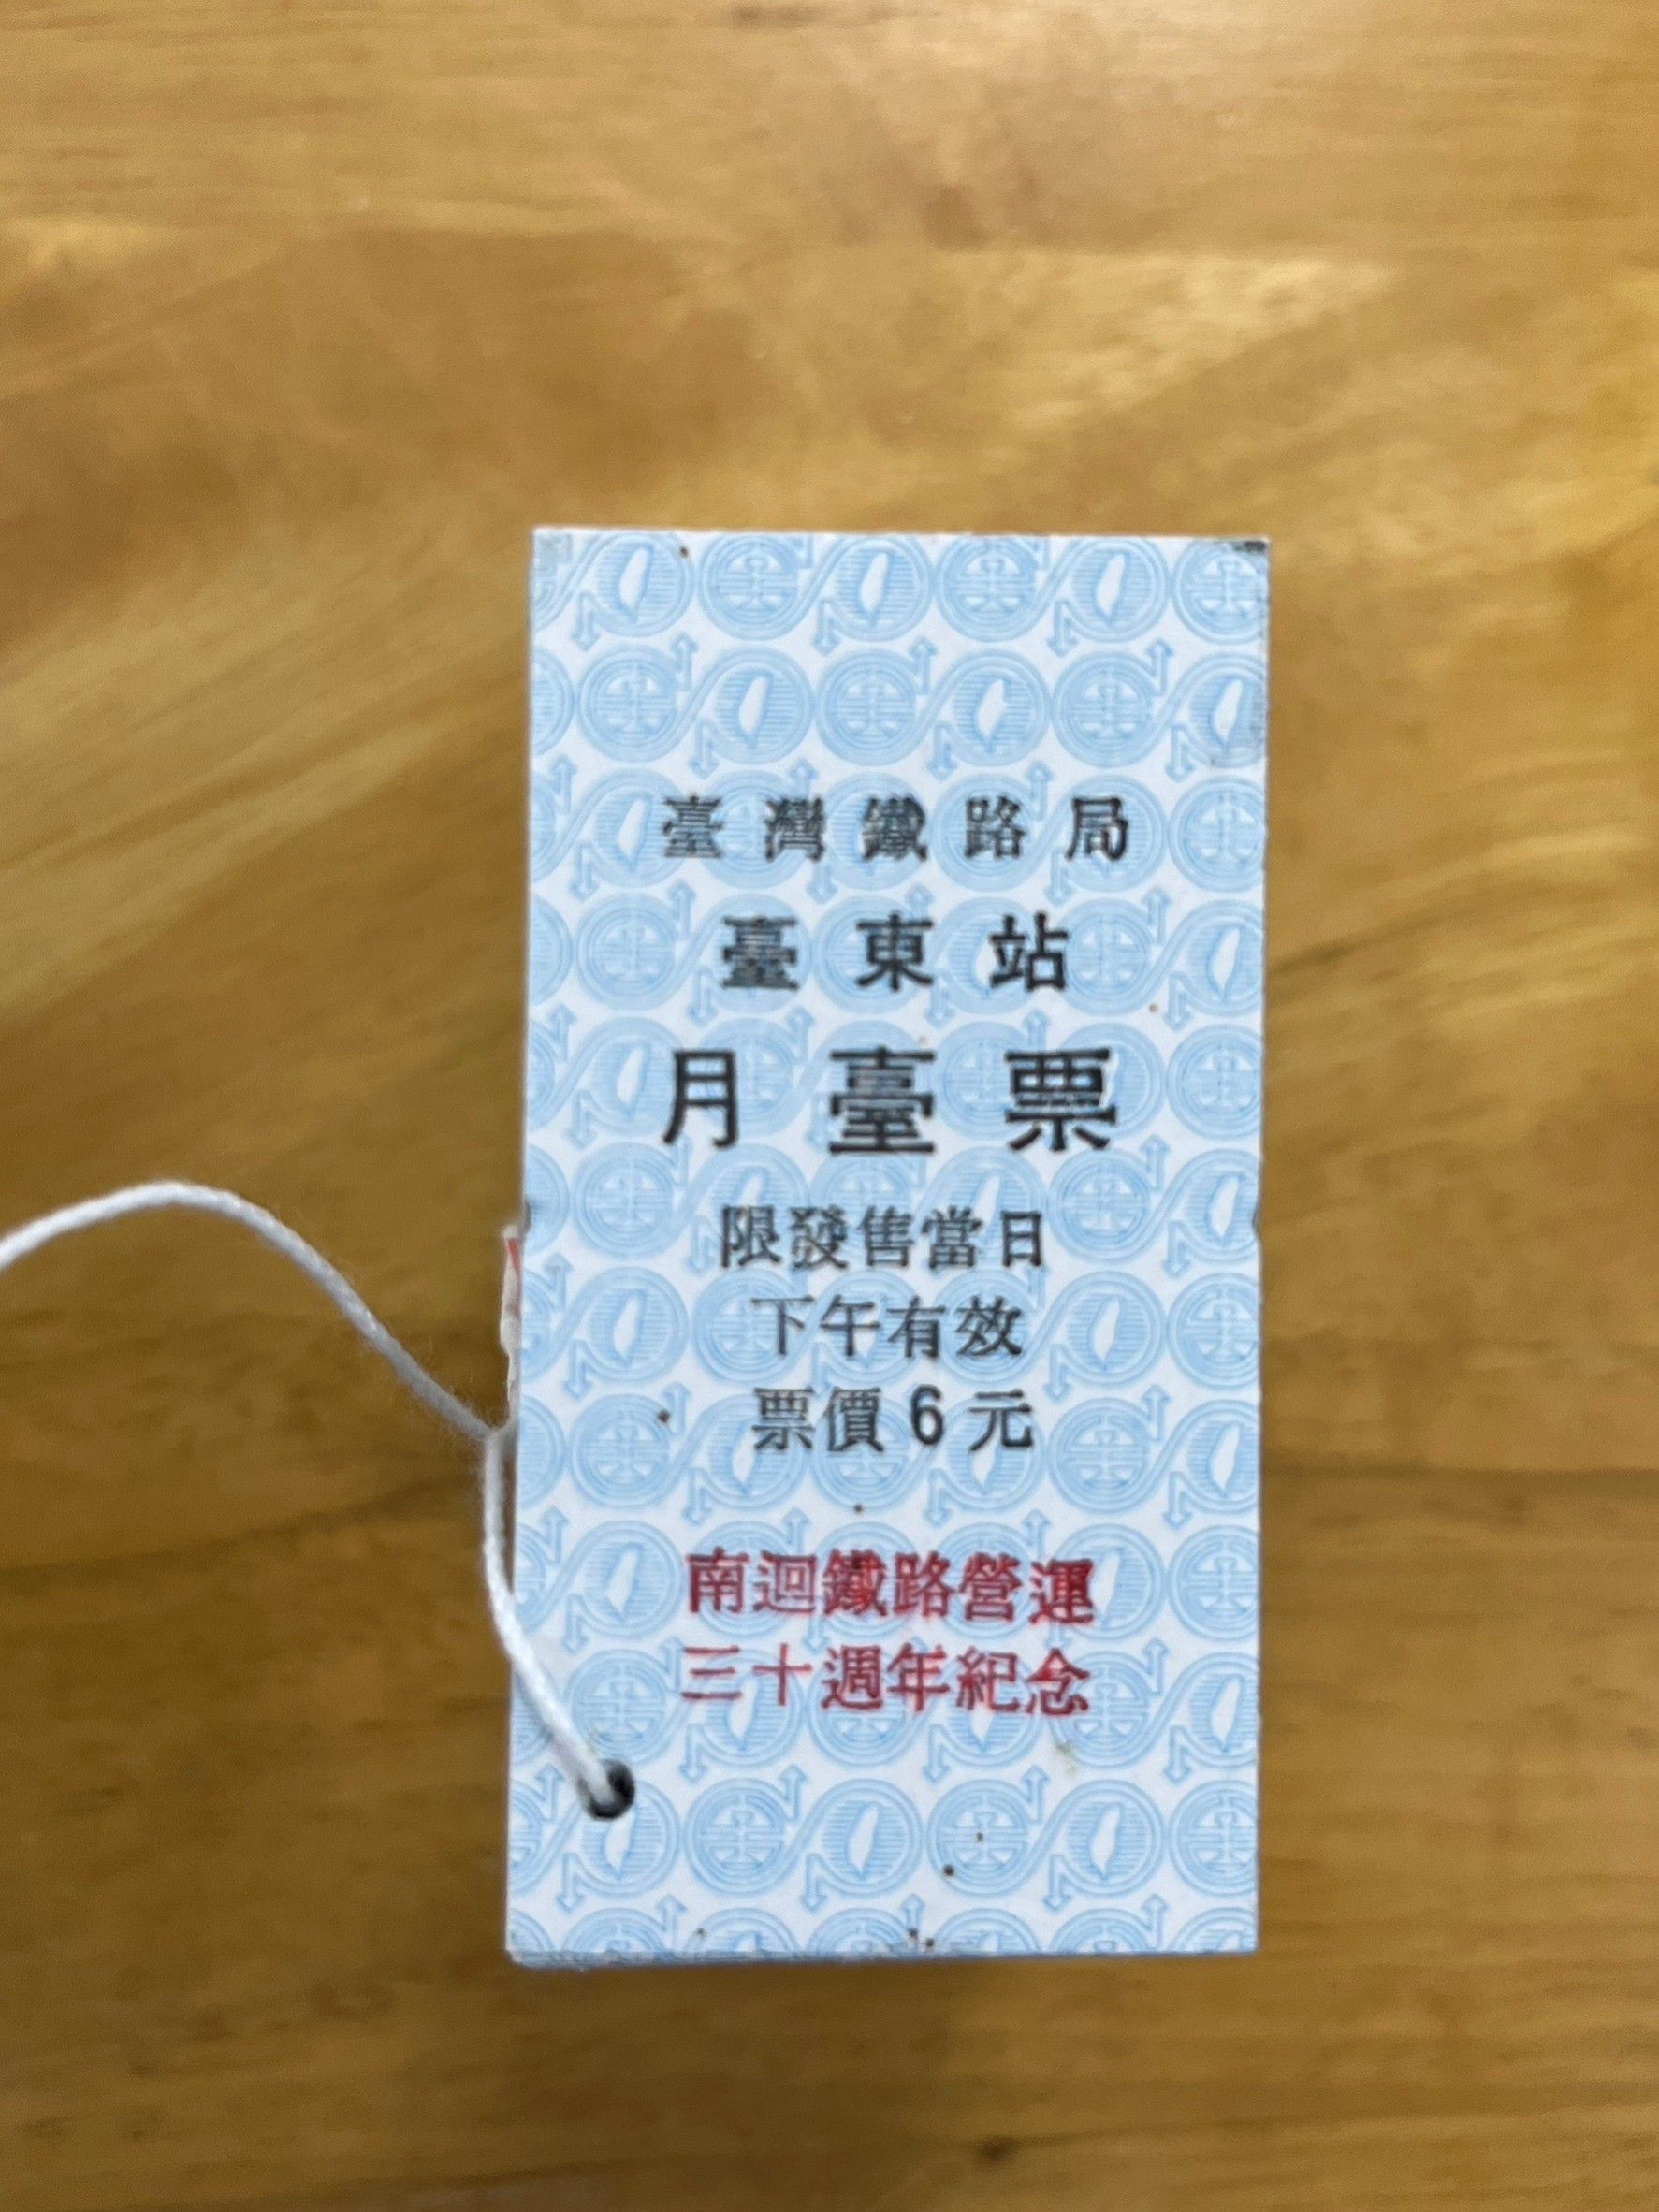 臺灣鐵路局
臺東站
月臺票
限發售當日
下午有效
票價6元
南迴鐵路營運
三十週年紀念